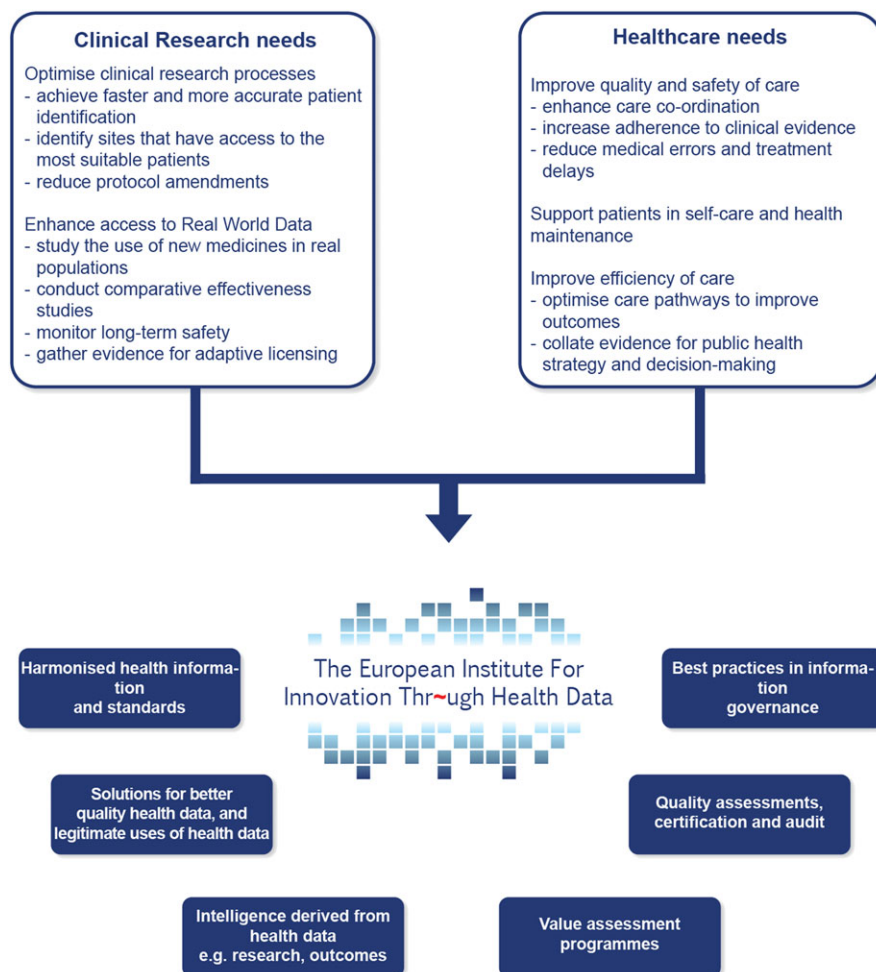 Clinical Research needs
Optimise clinical research processes
- achieve faster and more accurate patient
identification
- identify sites that have access to the
most suitable patients
- reduce protocol amendments
Enhance access to Real World Data
- study the use of new medicines in real
populations
- conduct comparative effectiveness
studies
- monitor long-term safety
- gather evidence for adaptive licensing
Healthcare needs
Improve quality and safety of care
- enhance care co-ordination
- increase adherence to clinical evidence
- reduce medical errors and treatment
delays
Support patients in self-care and health
maintenance
Improve efficiency of care
- optimise care pathways to improve
outcomes
- collate evidence for public health
strategy and decision-making
The European Institute For
Innovation Thr~ugh Health Data
Harmonised health informa-
tion
and standards
Best practices in informa-
tion
governance
Solutions for better
quality health data, and
legitimate uses of health data
Quality assessments,
certification and audit
Intelligence derived from
health data
e.g. research, outcomes
Value assessment
programmes